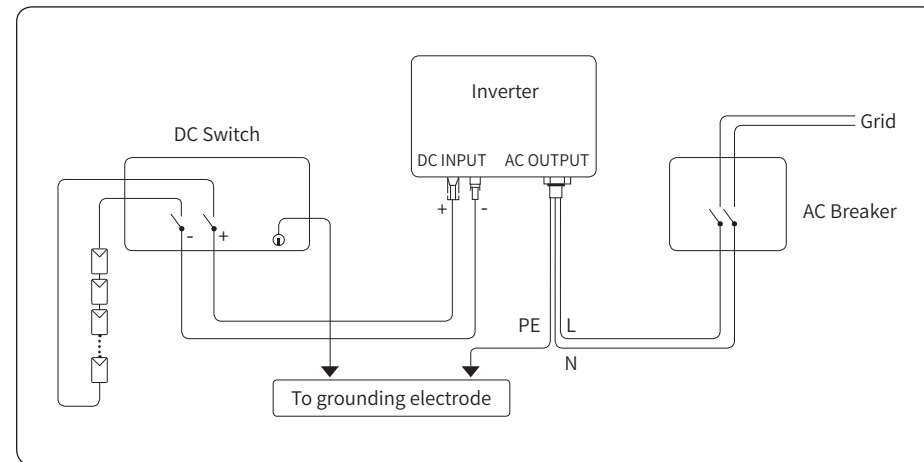 Inverter
DC INPUT
AC OUTPUT
+
-
DC Switch
-
+
Grid
AC Breaker
PE
L
N
To grounding electrode